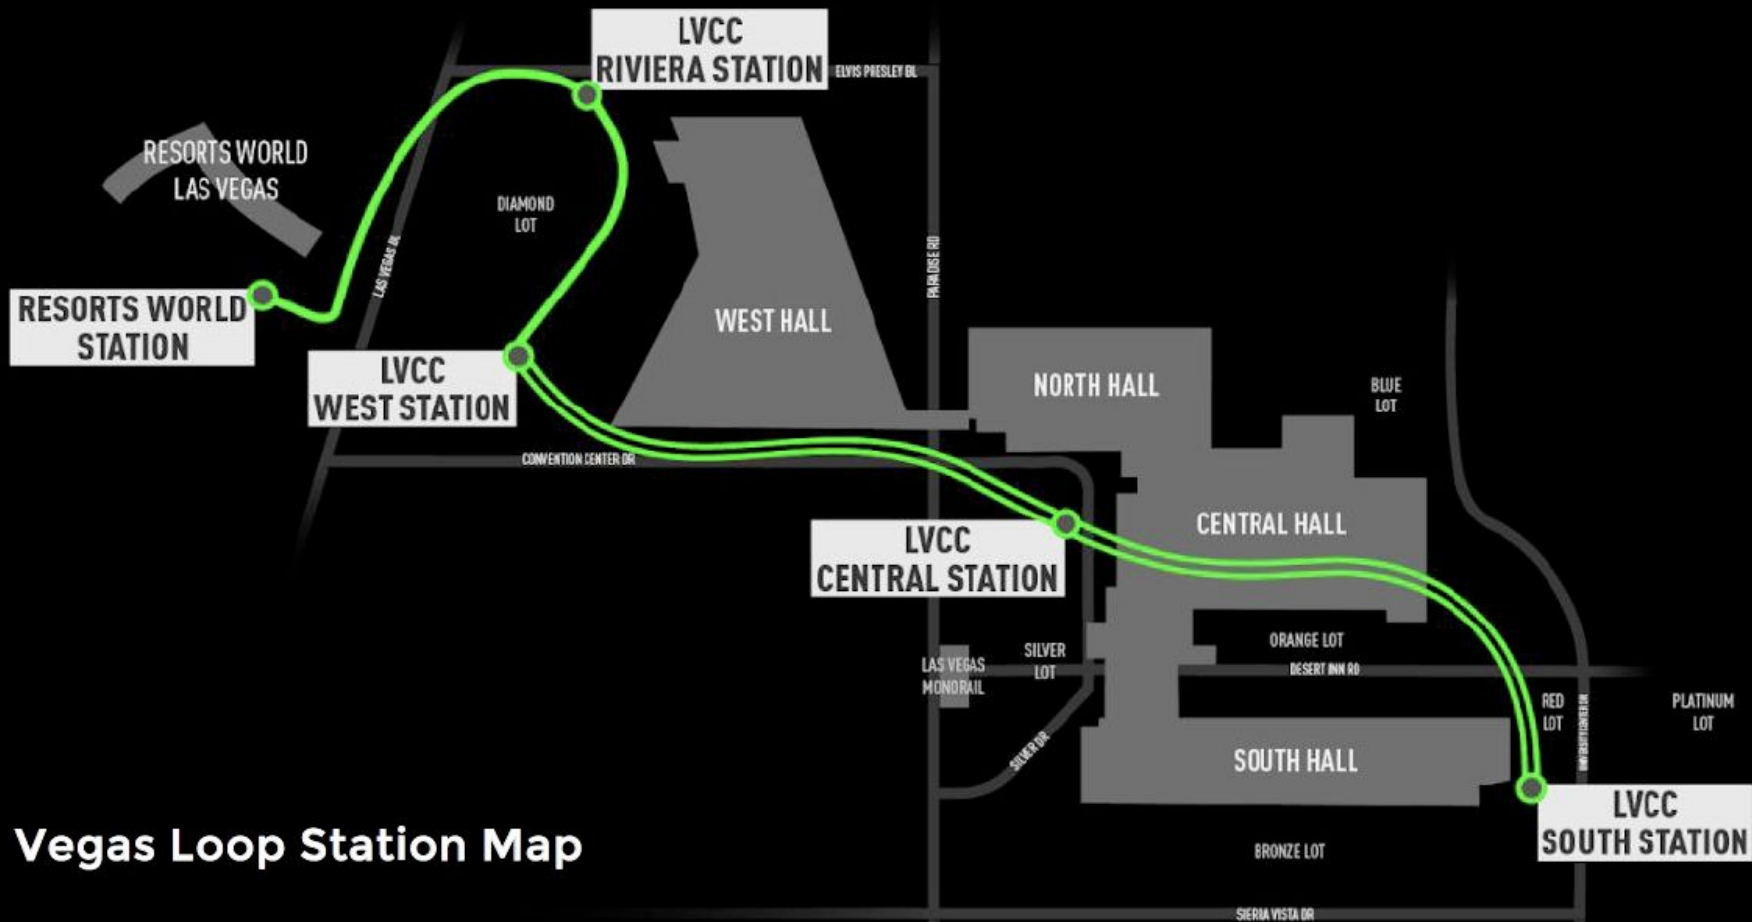 LVCC
RIVIERA STATION
ELVIS PRESLEY BL
RESORTS WORLD
LAS VEGAS
DIAMOND
LOT
LAS VEGAS BL
PARADISE RD
RESORTS WORLD
STATION
WEST HALL
LVCC
WEST STATION
NORTH HALL
BLUE
LOT
CONVENTION CENTER DR
LVCC
CENTRAL STATION
CENTRAL HALL
SILVER
LOT
ORANGE LOT
LAS VEGAS
MONORAIL
DESERT INN RD
RED
LOT
UNIVERSITY CENTER DR
PLATINUM
LOT
SILVER DR
SOUTH HALL
LVCC
SOUTH STATION
Vegas Loop Station Map
BRONZE LOT
SIERRA VISTA DR